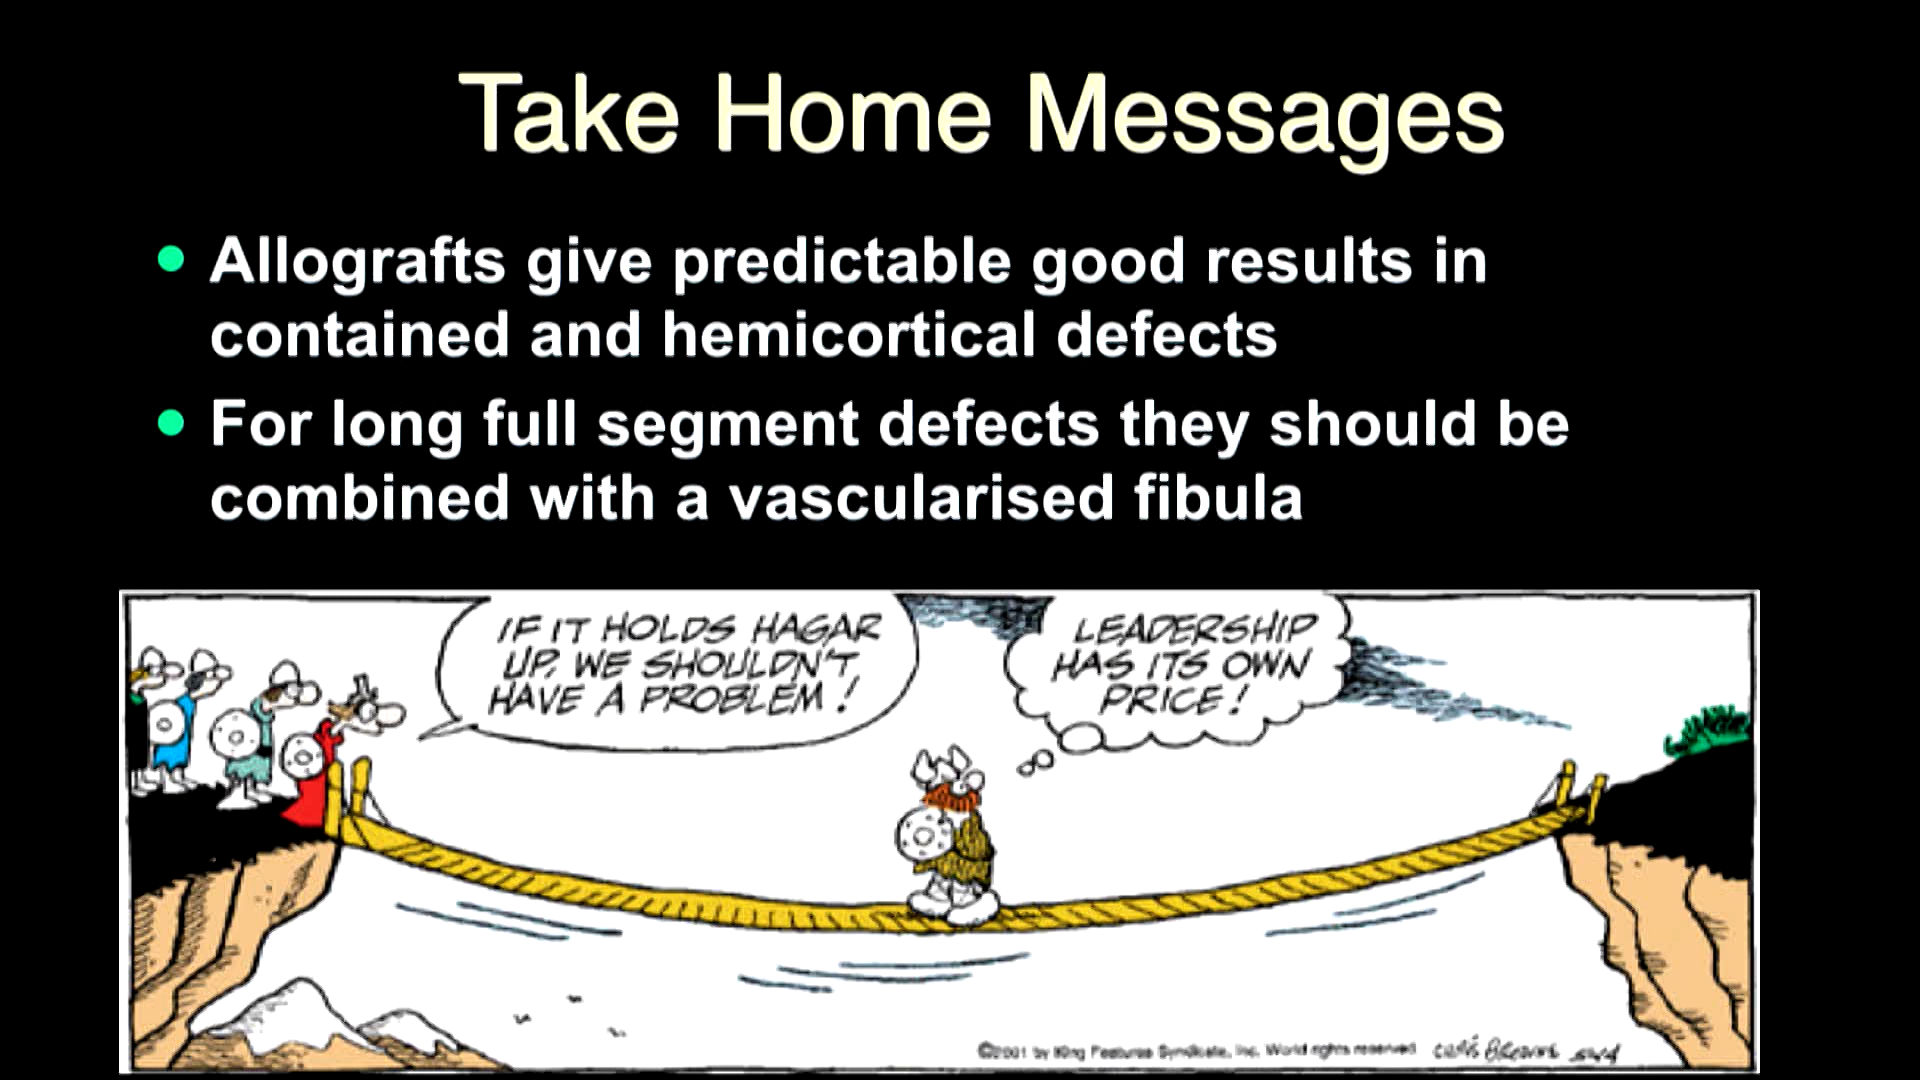 Take Home Messages
Allografts give predictable good results in
contained and hemicortical defects
For long full segment defects they should be
combined with a vascularised fibula
IF IT HOLDS HAGAR
UP, WE SHOULDN'T
HAVE A PROBLEM!
LEADERSHIP
HAS ITS OWN
PRICE!
©2001 by King Features Syndicate, Inc. World rights reserved.